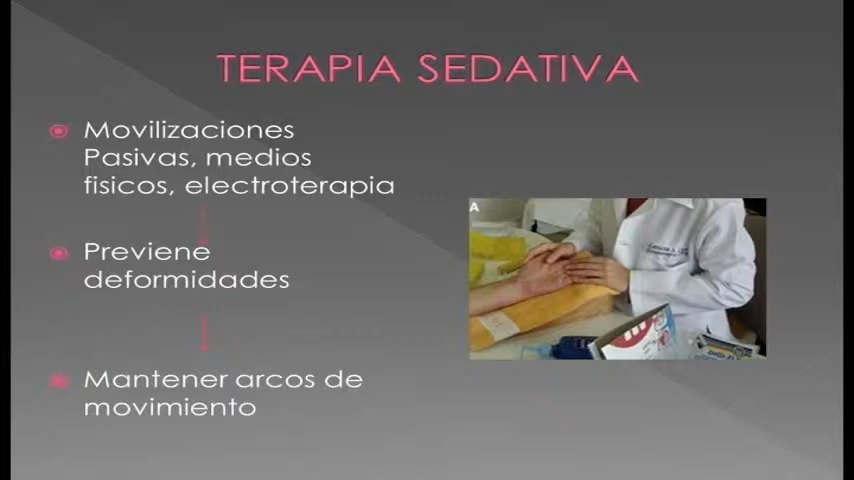 TERAPIA SEDATIVA
Movilizaciones
Pasivas, medios
fisicos, electroterapia
Previene
deformidades
Mantener arcos de
movimiento
A